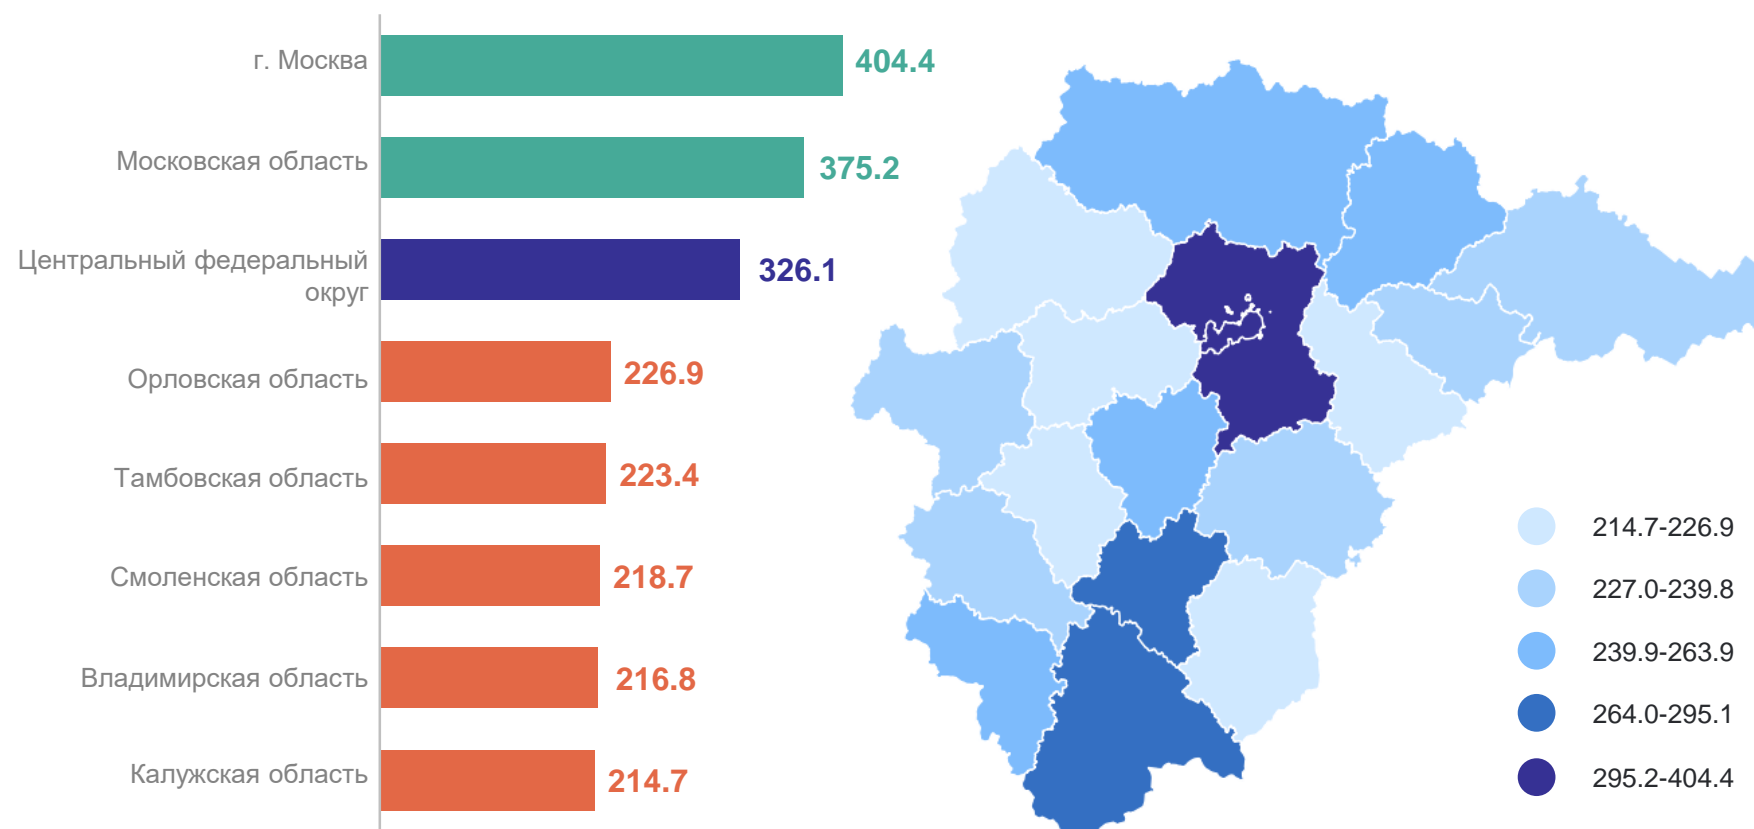 г. Москва
404.4
Московская область
375.2
Центральный федеральный
округ
326.1
Орловская область
226.9
Тамбовская область
223.4
Смоленская область
218.7
Владимирская область
216.8
Калужская область
214.7
214.7-226.9
227.0-239.8
239.9-263.9
264.0-295.1
295.2-404.4